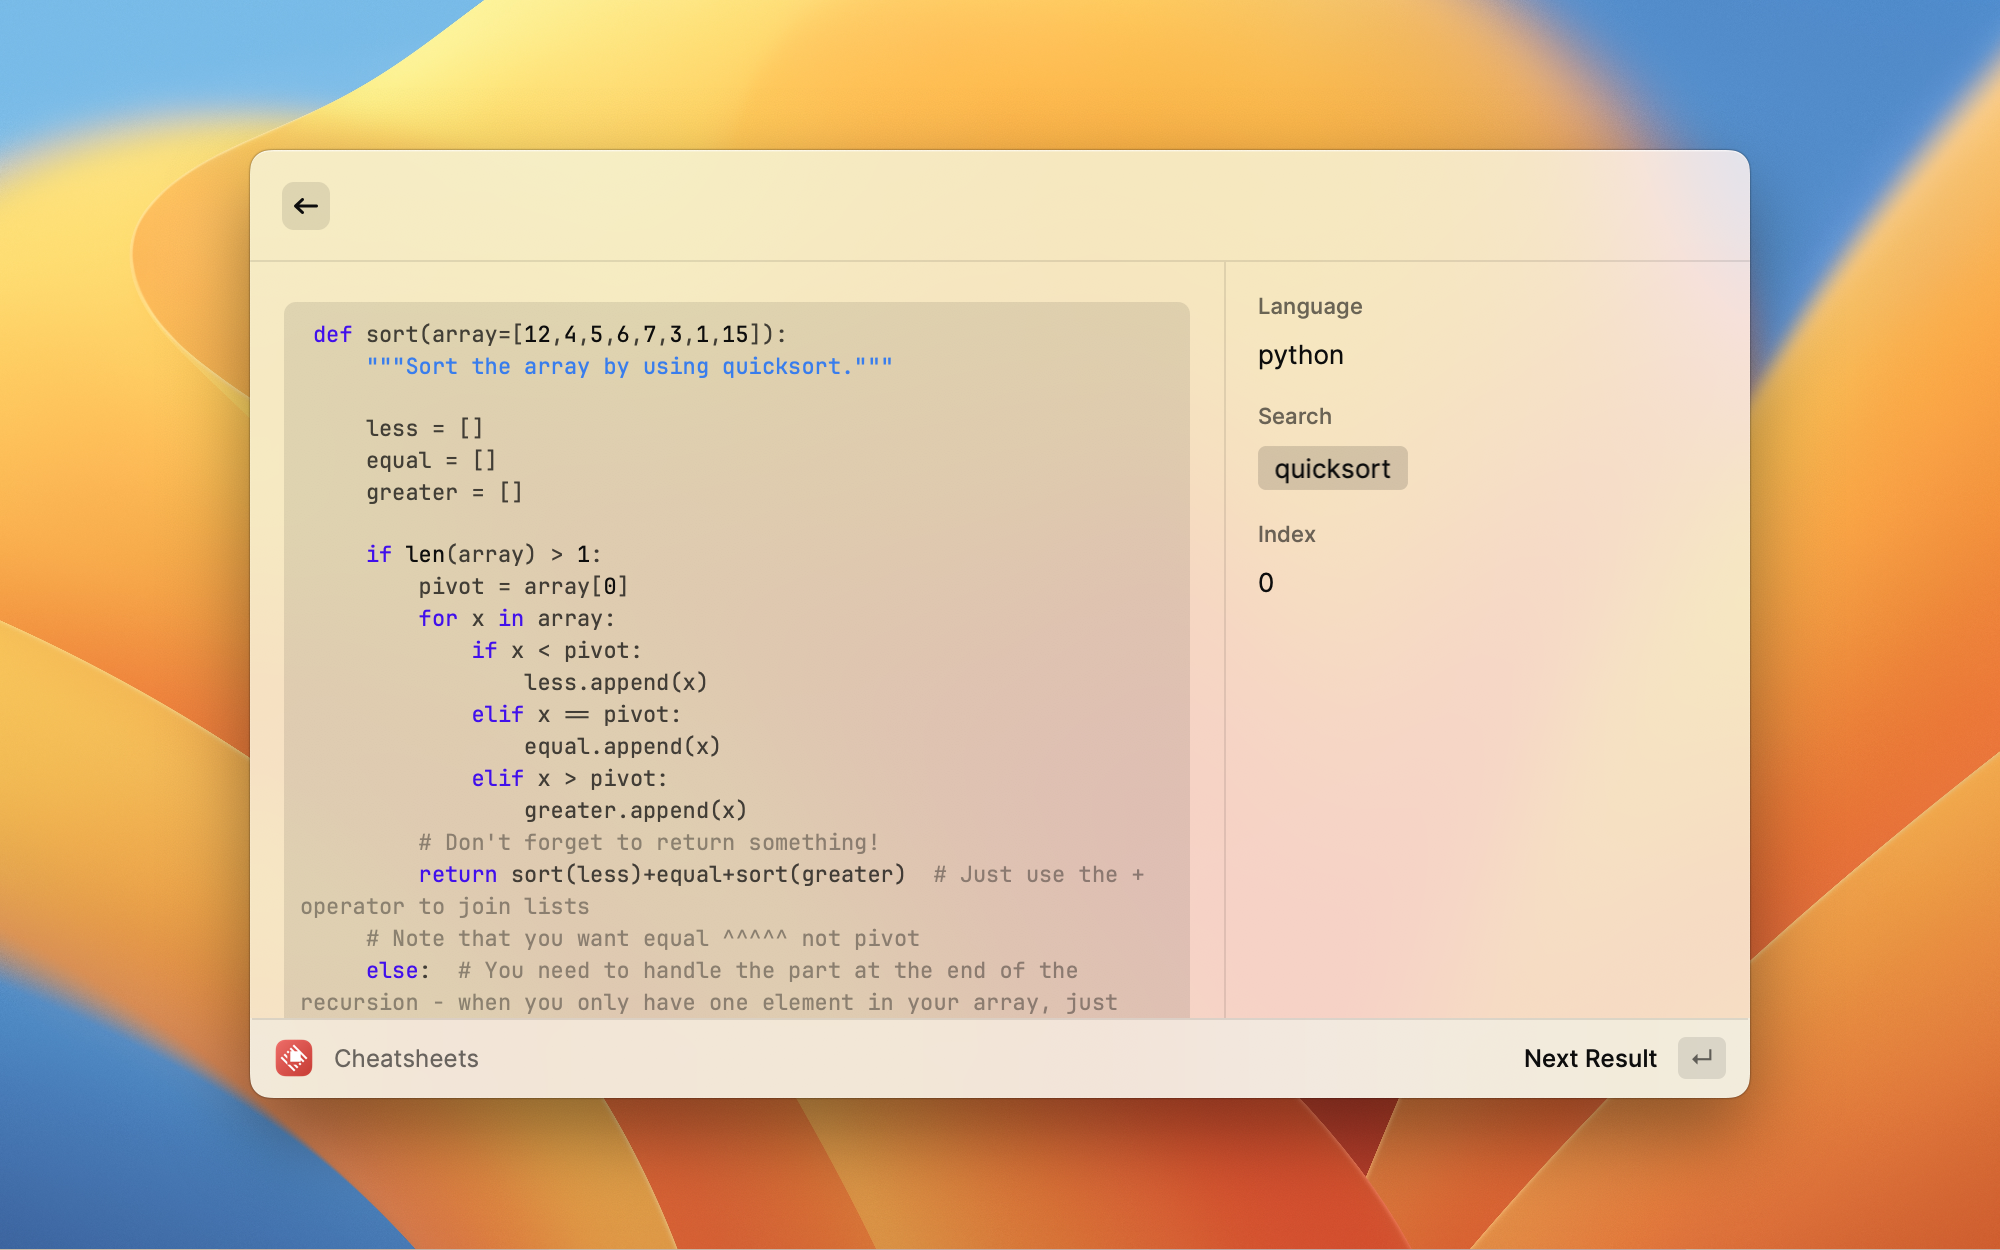 def sort(array=[12,4,5,6,7,3,1,15]):
    """Sort the array by using quicksort."""
    less = []
    equal = []
    greater = []
    if len(array) > 1:
        pivot = array[0]
        for x in array:
            if x < pivot:
                less.append(x)
            elif x == pivot:
                equal.append(x)
            elif x > pivot:
                greater.append(x)
        # Don't forget to return something!
        return sort(less)+equal+sort(greater)  # Just use the +
operator to join lists
    # Note that you want equal ^^^^^ not pivot
    else:  # You need to handle the part at the end of the
recursion - when you only have one element in your array, just
Language
python
Search
quicksort
Index
0
Cheatsheets
Next Result